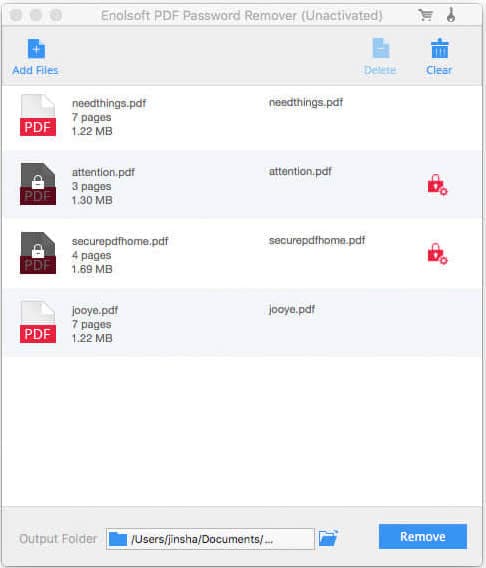 Enolsoft PDF Password Remover (Unactivated)
Add Files
Delete
Clear
PDF
needthings.pdf
7 pages
1.22 MB
needthings.pdf
PDF
attention.pdf
3 pages
1.30 MB
attention.pdf
PDF
securepdfhome.pdf
4 pages
1.69 MB
securepdfhome.pdf
PDF
jooye.pdf
7 pages
1.22 MB
jooye.pdf
Output Folder
/Users/jinsha/Documents/...
Remove